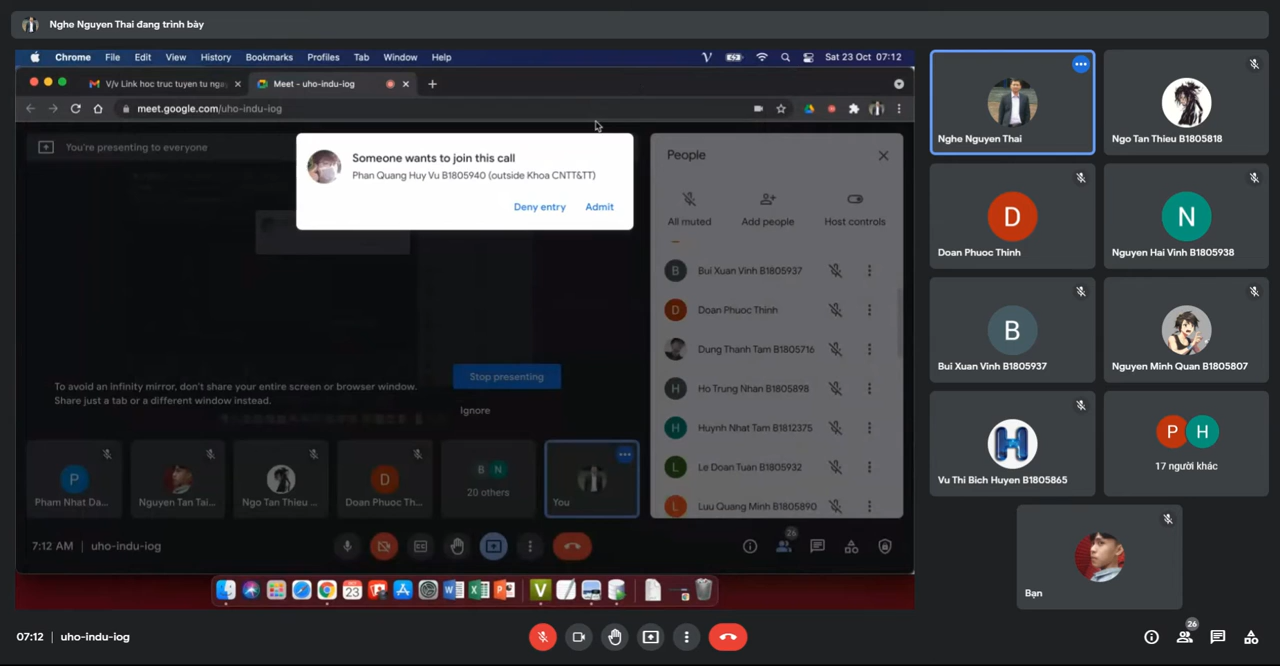 Nghe Nguyen Thai đang trình bày
Chrome File Edit View History Bookmarks Profiles Tab Window Help
Sat 23 Oct 07:12
V/v Link hoc truc tuyen tu nga
Meet - uho-indu-iog
meet.google.com/uho-indu-iog
You're presenting to everyone
Someone wants to join this call
Phan Quang Huy Vu B1805940 (outside Khoa CNTT&TT)
Deny entry Admit
To avoid an infinity mirror, don't share your entire screen or browser window.
Share just a tab or a different window instead.
Stop presenting
Ignore
P
Pham Nhat Da...
Nguyen Tan Tai...
Ngo Tan Thieu ...
D
Doan Phuoc Th...
B N
20 others
You
7:12 AM uho-indu-iog
People
All muted
Add people
Host controls
B Bui Xuan Vinh B1805937
D Doan Phuoc Thinh
Dung Thanh Tam B1805716
H Ho Trung Nhan B1805898
H Huynh Nhat Tam B1812375
L Le Doan Tuan B1805932
L Luu Quang Minh B1805890
26
Nghe Nguyen Thai
Ngo Tan Thieu B1805818
D
Doan Phuoc Thinh
N
Nguyen Hai Vinh B1805938
B
Bui Xuan Vinh B1805937
Nguyen Minh Quan B1805807
H
Vu Thi Bich Huyen B1805865
P H
17 người khác
Bạn
07:12 uho-indu-iog
26